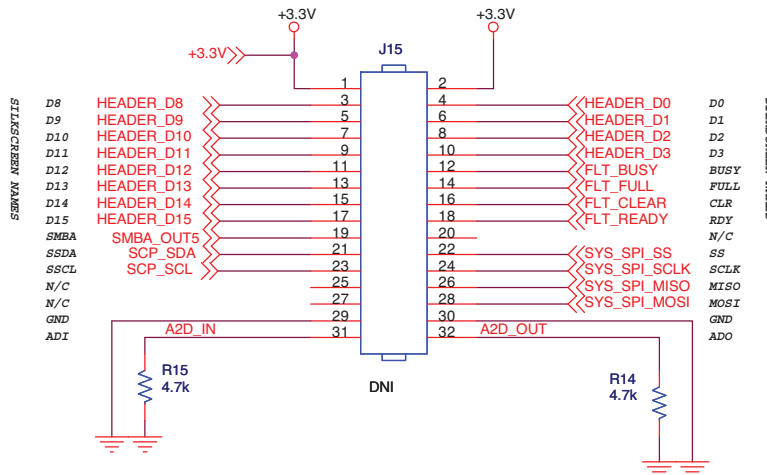 +3.3V +3.3V
+3.3V J15
1 2
D8 HEADER_D8 3 4 HEADER_D0 D0
D9 HEADER_D9 5 6 HEADER_D1 D1
D10 HEADER_D10 7 8 HEADER_D2 D2
D11 HEADER_D11 9 10 HEADER_D3 D3
D12 HEADER_D12 11 12 FLT_BUSY BUSY
D13 HEADER_D13 13 14 FLT_FULL FULL
D14 HEADER_D14 15 16 FLT_CLEAR CLR
D15 HEADER_D15 17 18 FLT_READY RDY
SMBA SMBA_OUT5 19 20 N/C
SSDA SCP_SDA 21 22 SYS_SPI_SS SS
SSCL SCP_SCL 23 24 SYS_SPI_SCLK SCLK
N/C 25 26 SYS_SPI_MISO MISO
N/C 27 28 SYS_SPI_MOSI MOSI
GND 29 30 GND
ADI A2D_IN 31 32 A2D_OUT ADO
R15
4.7k
DNI
R14
4.7k
SILKSCREEN NAMES